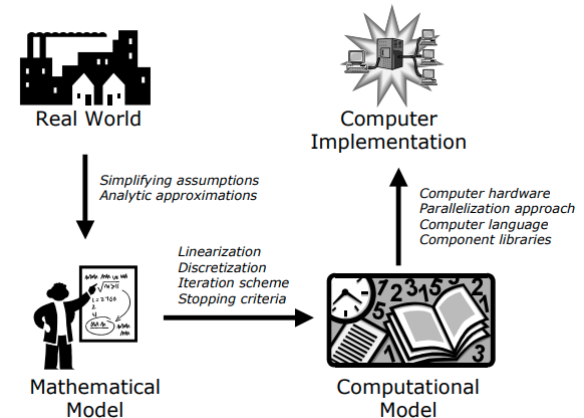 Real World
Computer
Implementation
Simplifying assumptions
Analytic approximations
Computer hardware
Parallelization approach
Computer language
Component libraries
Linearization
Discretization
Iteration scheme
Stopping criteria
Mathematical
Model
Computational
Model